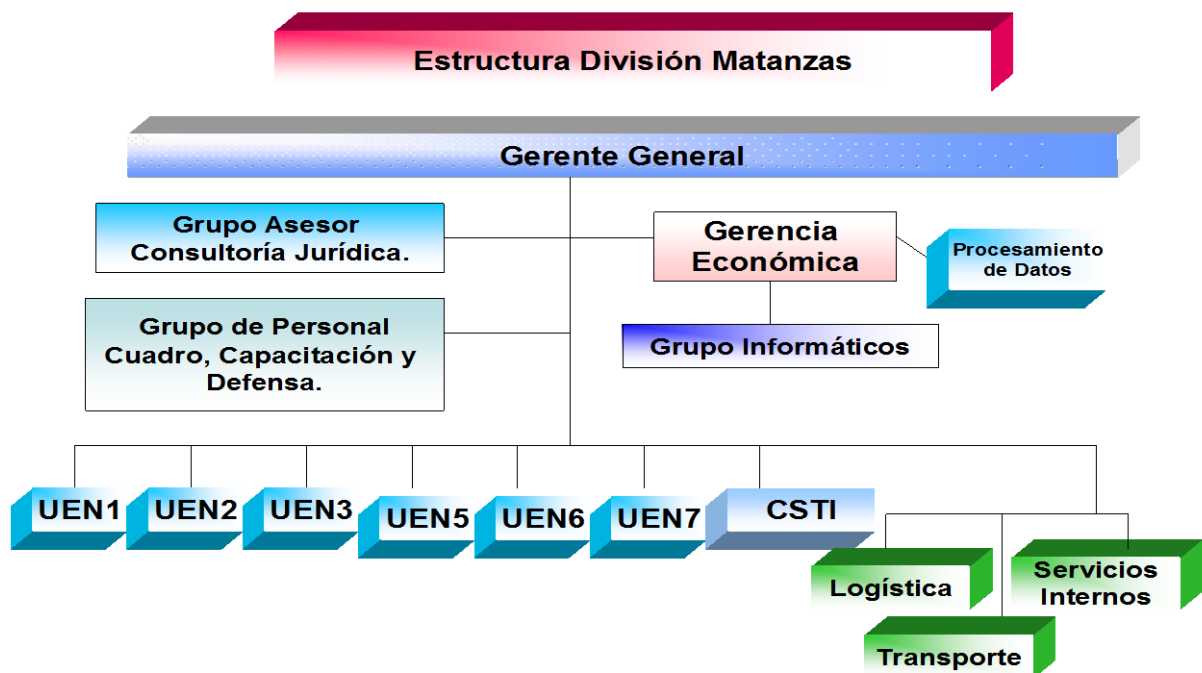 Estructura División Matanzas
Gerente General
Grupo Asesor
Consultoría Jurídica.
Gerencia
Económica
Procesamiento
de Datos
Grupo de Personal
Cuadro, Capacitación y
Defensa.
Grupo Informáticos
UEN1
UEN2
UEN3
UEN5
UEN6
UEN7
CSTI
Logística
Servicios
Internos
Transporte